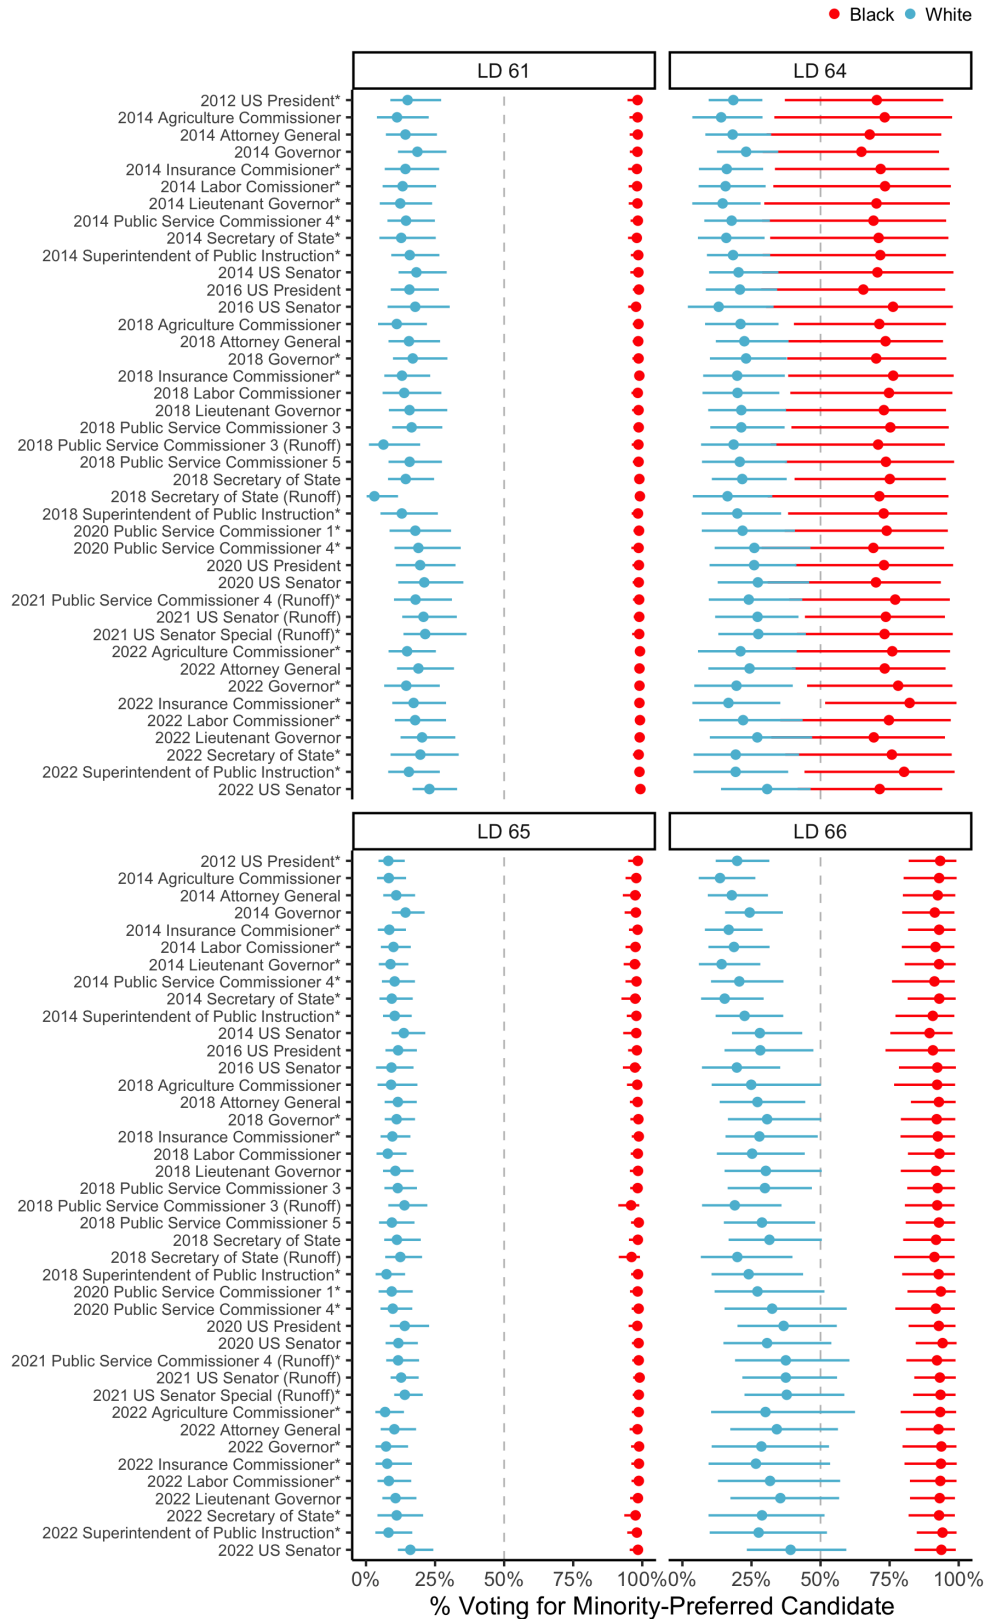 Black White
LD 61 LD 64
2012 US President*
2014 Agriculture Commissioner
2014 Attorney General
2014 Governor
2014 Insurance Commisioner*
2014 Labor Comissioner*
2014 Lieutenant Governor*
2014 Public Service Commissioner 4*
2014 Secretary of State*
2014 Superintendent of Public Instruction*
2014 US Senator
2016 US President
2016 US Senator
2018 Agriculture Commissioner
2018 Attorney General
2018 Governor*
2018 Insurance Commissioner*
2018 Labor Commissioner
2018 Lieutenant Governor
2018 Public Service Commissioner 3
2018 Public Service Commissioner 3 (Runoff)
2018 Public Service Commissioner 5
2018 Secretary of State
2018 Secretary of State (Runoff)
2018 Superintendent of Public Instruction*
2020 Public Service Commissioner 1*
2020 Public Service Commissioner 4*
2020 US President
2020 US Senator
2021 Public Service Commissioner 4 (Runoff)*
2021 US Senator (Runoff)
2021 US Senator Special (Runoff)*
2022 Agriculture Commissioner*
2022 Attorney General
2022 Governor*
2022 Insurance Commissioner*
2022 Labor Commissioner*
2022 Lieutenant Governor
2022 Secretary of State*
2022 Superintendent of Public Instruction*
2022 US Senator
LD 65 LD 66
2012 US President*
2014 Agriculture Commissioner
2014 Attorney General
2014 Governor
2014 Insurance Commisioner*
2014 Labor Comissioner*
2014 Lieutenant Governor*
2014 Public Service Commissioner 4*
2014 Secretary of State*
2014 Superintendent of Public Instruction*
2014 US Senator
2016 US President
2016 US Senator
2018 Agriculture Commissioner
2018 Attorney General
2018 Governor*
2018 Insurance Commissioner*
2018 Labor Commissioner
2018 Lieutenant Governor
2018 Public Service Commissioner 3
2018 Public Service Commissioner 3 (Runoff)
2018 Public Service Commissioner 5
2018 Secretary of State
2018 Secretary of State (Runoff)
2018 Superintendent of Public Instruction*
2020 Public Service Commissioner 1*
2020 Public Service Commissioner 4*
2020 US President
2020 US Senator
2021 Public Service Commissioner 4 (Runoff)*
2021 US Senator (Runoff)
2021 US Senator Special (Runoff)*
2022 Agriculture Commissioner*
2022 Attorney General
2022 Governor*
2022 Insurance Commissioner*
2022 Labor Commissioner*
2022 Lieutenant Governor
2022 Secretary of State*
2022 Superintendent of Public Instruction*
2022 US Senator
0% 25% 50% 75% 100% 0% 25% 50% 75% 100%
% Voting for Minority-Preferred Candidate